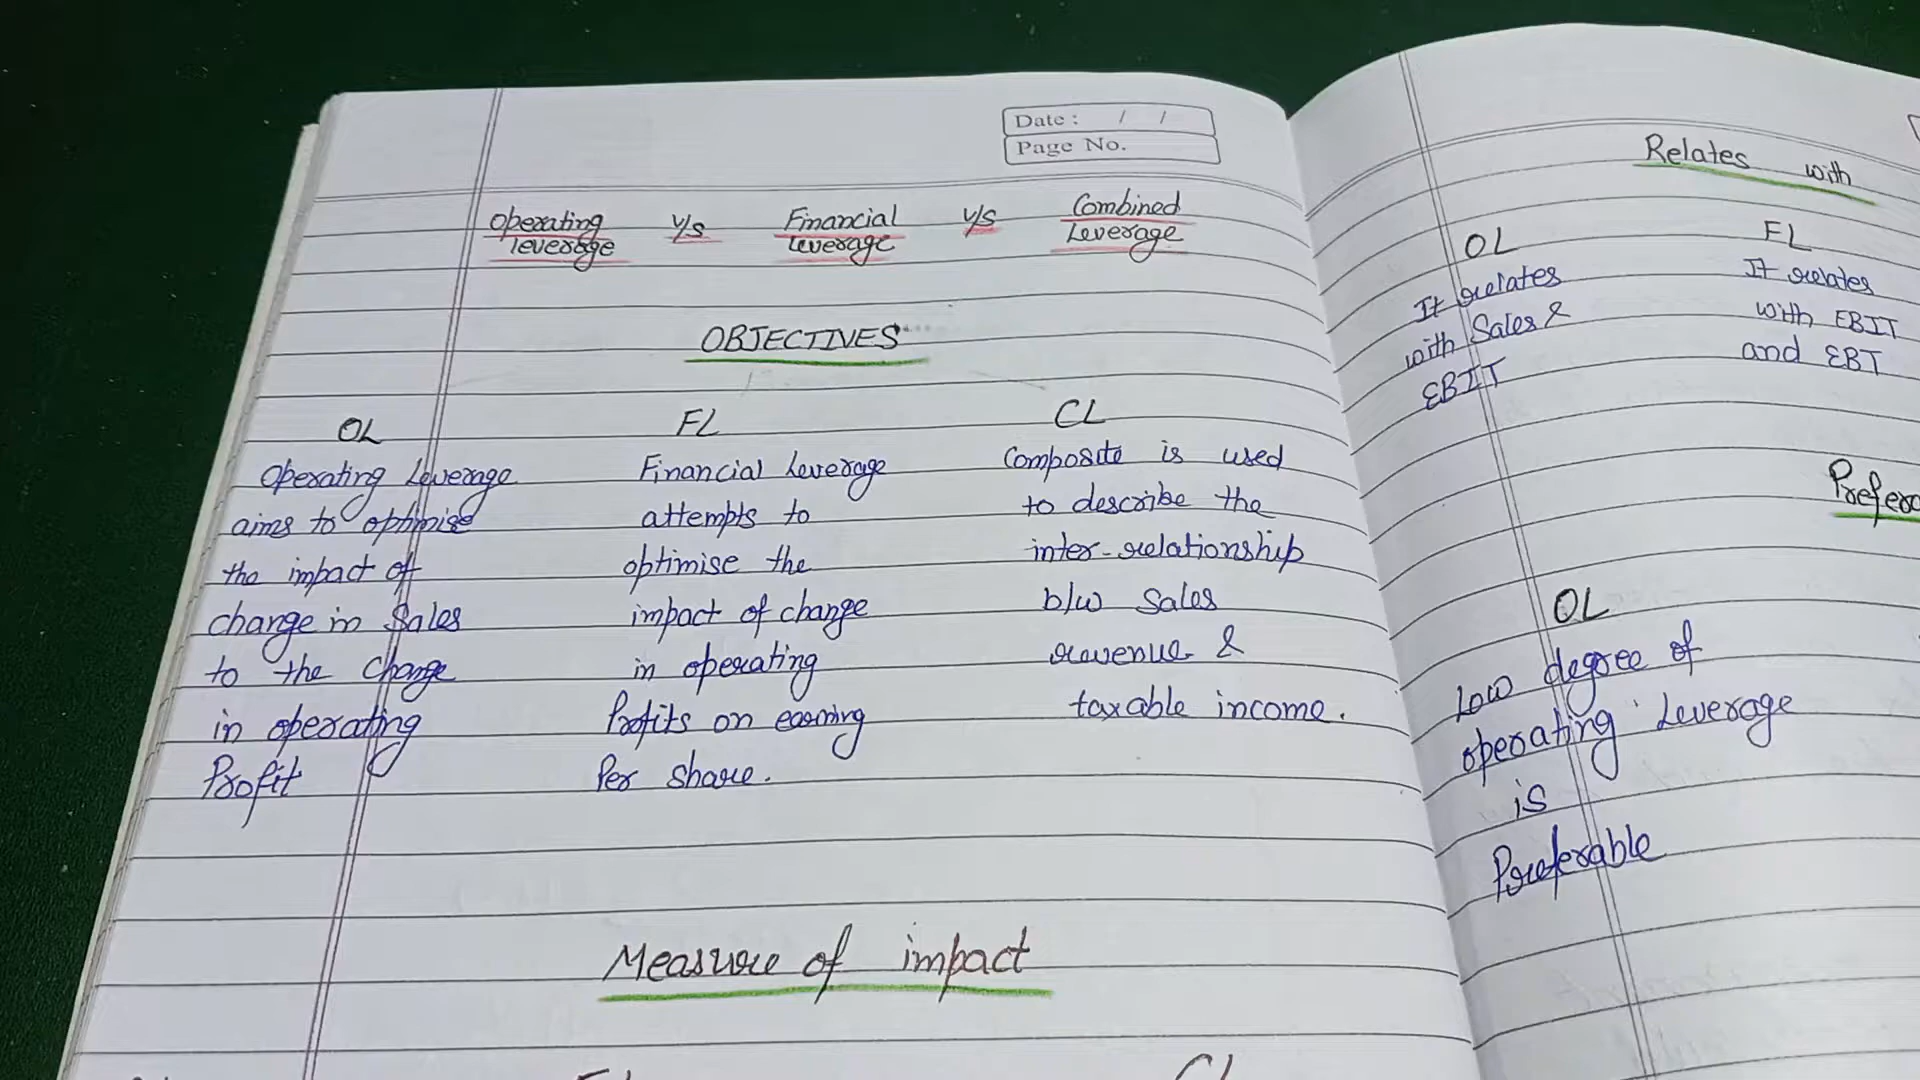 Date : / /
Page No.
Operating v/s Financial v/s Combined
leverage Leverage Leverage
OBJECTIVES
OL
Operating Leverage
aims to optimise
the impact of
change in Sales
to the Change
in operating
Profit
FL
Financial Leverage
attempts to
optimise the
impact of change
in operating
Profits on earning
Per share.
CL
Composite is used
to describe the
inter-relationship
b/w Sales
revenue &
taxable income.
Measure of impact
CL
Relates with
OL
It relates
with Sales &
EBIT
FL
It relates
with EBIT
and EBT
OL
Low degree of
operating Leverage
is
Preferable